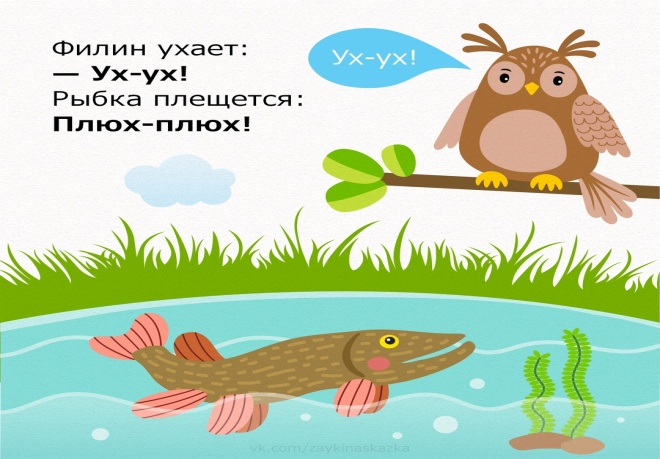 Филин ухает:
— Ух-ух!
Рыбка плещется:
Плюх-плюх!
Ух-ух!
vk.com/zaykinaskazka